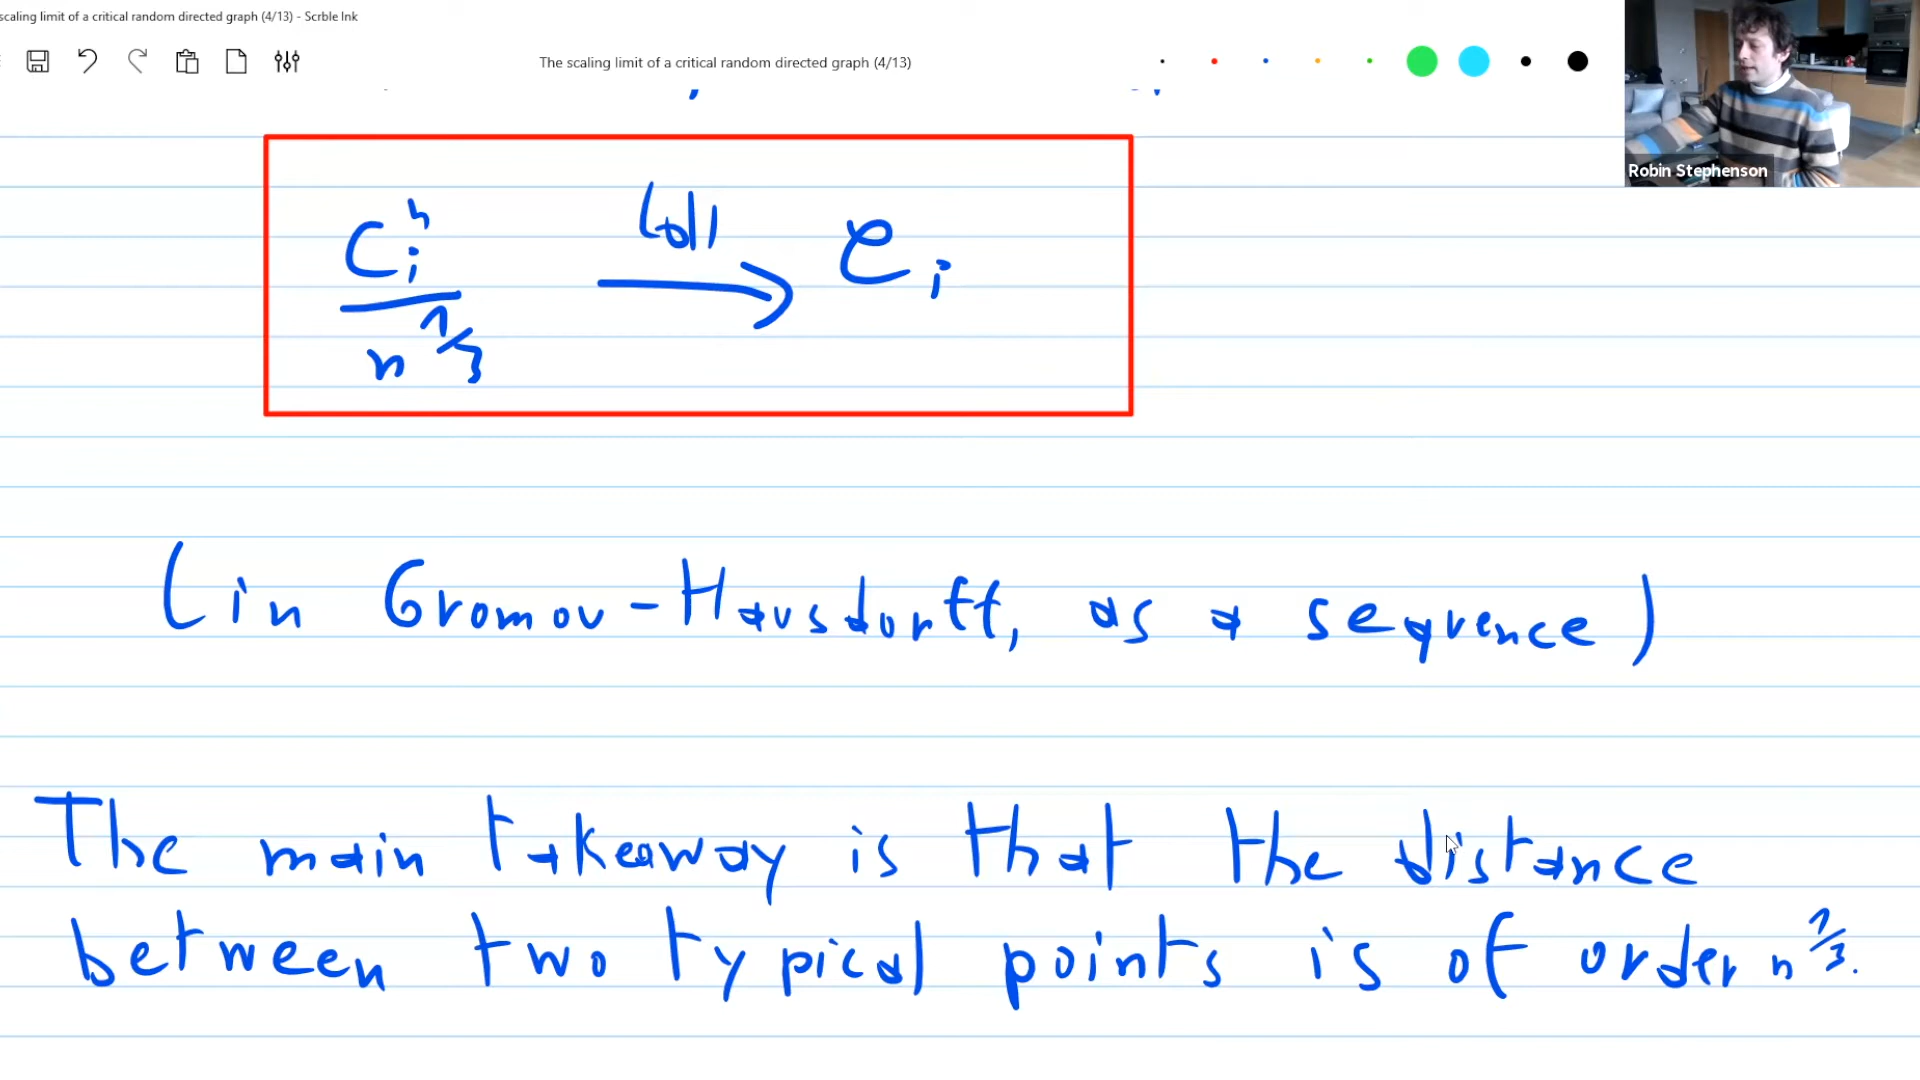 scaling limit of a critical random directed graph (4/13) - Scrble Ink
The scaling limit of a critical random directed graph (4/13)
Robin Stephenson
C_i^n / n^{1/3} (d) → 𝒞_i
(in Gromov-Hausdorff, as a sequence)
The main takeaway is that the distance
between two typical points is of order n^{1/3}.